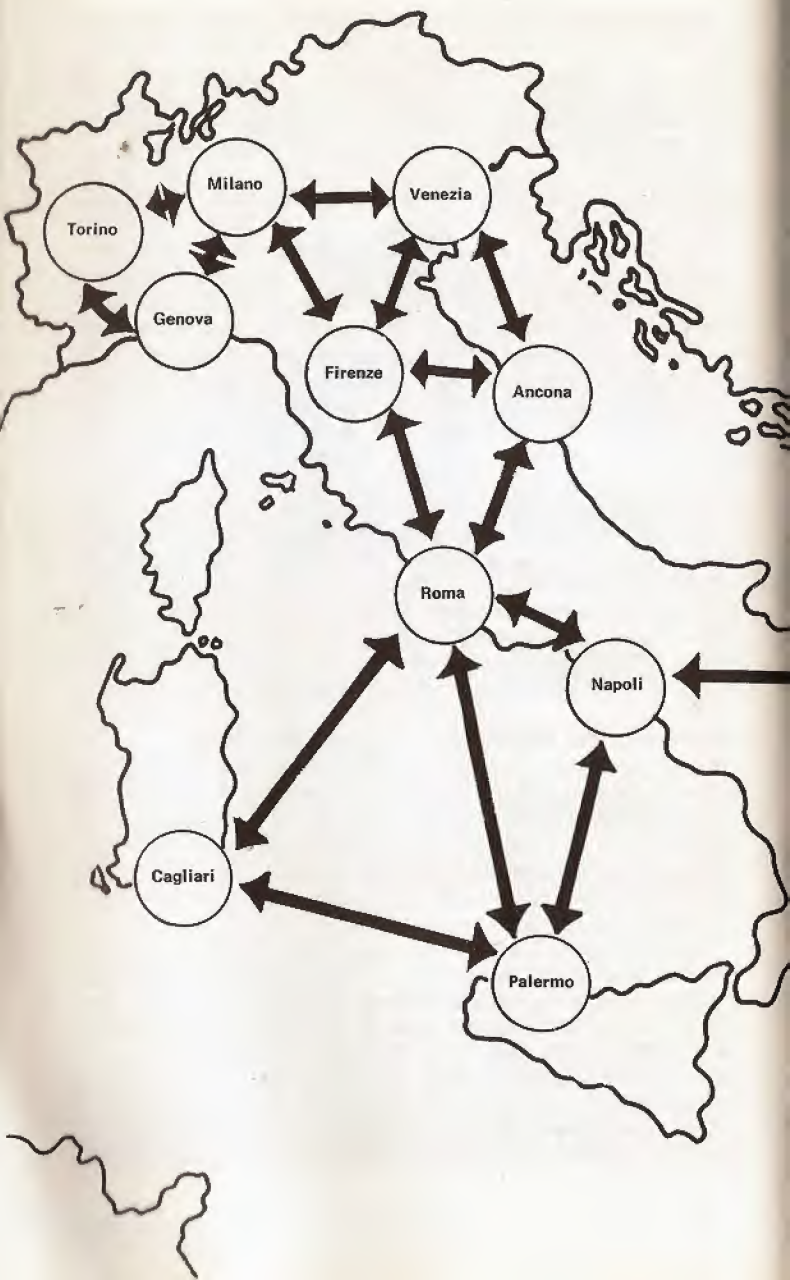 Milano
Venezia
Torino
Genova
Firenze
Ancona
Roma
Napoli
Cagliari
Palermo